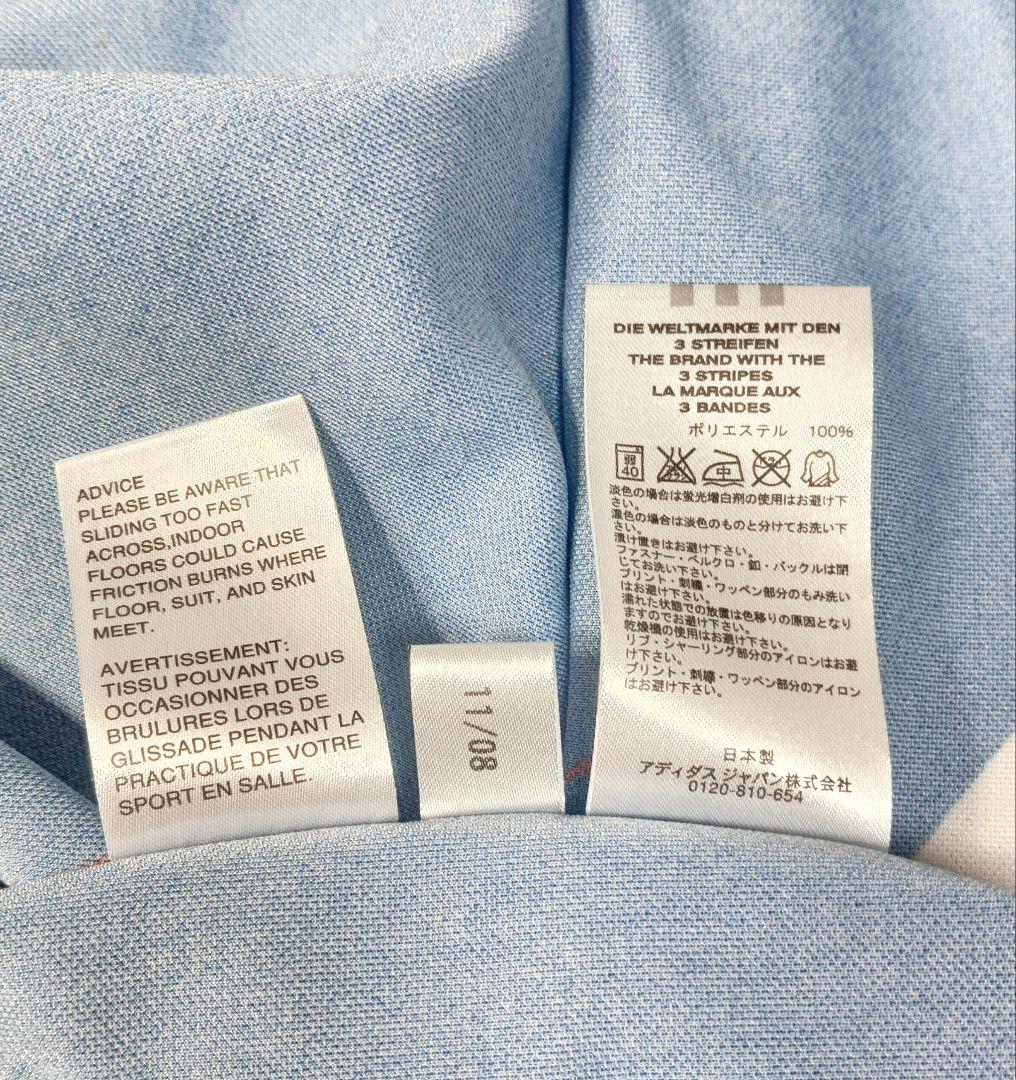 ADVICE
PLEASE BE AWARE THAT
SLIDING TOO FAST
ACROSS,INDOOR
FLOORS COULD CAUSE
FRICTION BURNS WHERE
FLOOR, SUIT, AND SKIN
MEET.
AVERTISSEMENT:
TISSU POUVANT VOUS
OCCASIONNER DES
BRULURES LORS DE
GLISSADE PENDANT LA
PRACTIQUE DE VOTRE
SPORT EN SALLE.
11/08
DIE WELTMARKE MIT DEN
3 STREIFEN
THE BRAND WITH THE
3 STRIPES
LA MARQUE AUX
3 BANDES
ポリエステル 100%
弱
40
中
淡色の場合は蛍光増白剤の使用はお避け下
さい。
濃色の場合は淡色のものと分けてお洗い下
さい。
漬け置きはお避け下さい。
ファスナー・ベルクロ・釦・バックルは閉
じてお洗い下さい。
プリント・刺繍・ワッペン部分のもみ洗い
はお避け下さい。
濡れた状態での放置は色移りの原因となり
ますのでお避け下さい。
乾燥機の使用はお避け下さい。
リブ・シャーリング部分のアイロンはお避
け下さい。
プリント・刺繍・ワッペン部分のアイロン
はお避け下さい。
日本製
アディダス ジャパン株式会社
0120-810-654